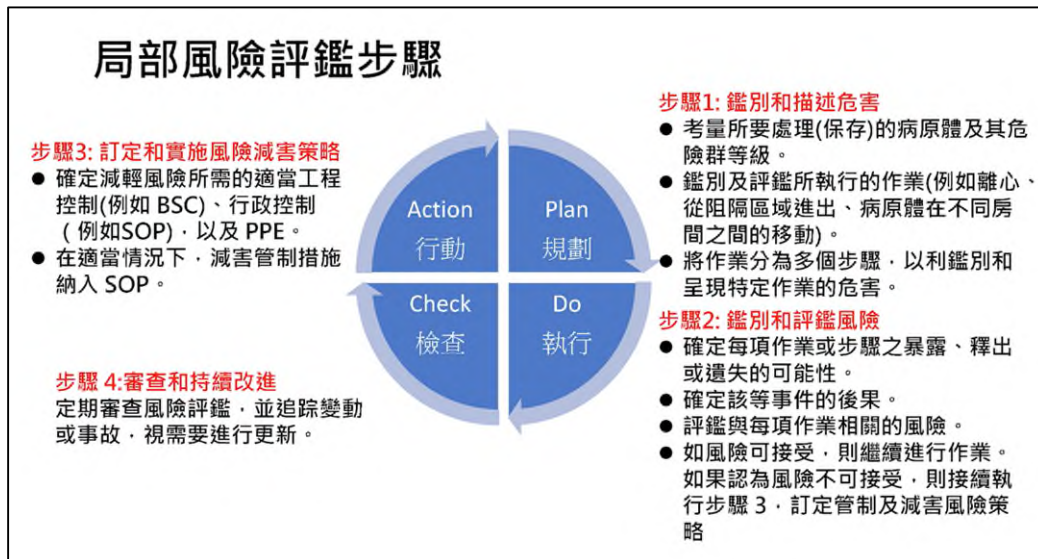 局部風險評鑑步驟
步驟1: 鑑別和描述危害
● 考量所要處理(保存)的病原體及其危
險群等級。
● 鑑別及評鑑所執行的作業(例如離心、
從阻隔區域進出、病原體在不同房
間之間的移動)。
● 將作業分為多個步驟，以利鑑別和
呈現特定作業的危害。
步驟2: 鑑別和評鑑風險
● 確定每項作業或步驟之暴露、釋出
或遺失的可能性。
● 確定該等事件的後果。
● 評鑑與每項作業相關的風險。
● 如風險可接受，則繼續進行作業。
如果認為風險不可接受，則接續執
行步驟 3，訂定管制及減害風險策
略
步驟3: 訂定和實施風險減害策略
● 確定減輕風險所需的適當工程
控制(例如 BSC)、行政控制
(例如SOP)，以及 PPE。
● 在適當情況下，減害管制措施
納入 SOP。
步驟 4:審查和持續改進
定期審查風險評鑑，並追踪變動
或事故，視需要進行更新。
Action
行動
Plan
規劃
Check
檢查
Do
執行